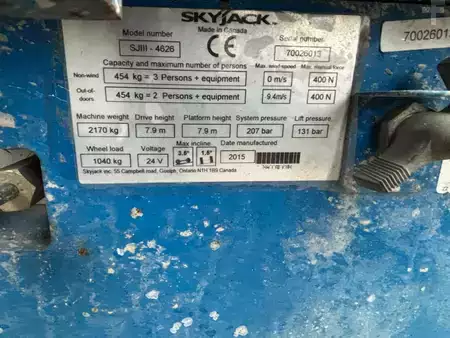 SKYJACK
Made in Canada
Model number
SJIII - 4626
CE
Serial number
70026013
Capacity and maximum number of persons
Max. wind speed
Max. manual force
Non-wind
454 kg = 3 Persons + equipment
0 m/s
400 N
Out-of-doors
454 kg = 2 Persons + equipment
9.4m/s
400 N
Machine weight
Drive height
Platform height
System pressure
Lift pressure
2170 kg
7.9 m
7.9 m
207 bar
131 bar
Wheel load
Voltage
Max incline.
Date manufactured
1040 kg
24 V
2015
Skyjack inc. 55 Campbell road, Guelph, Ontario N1H 1B9 Canada
70026013